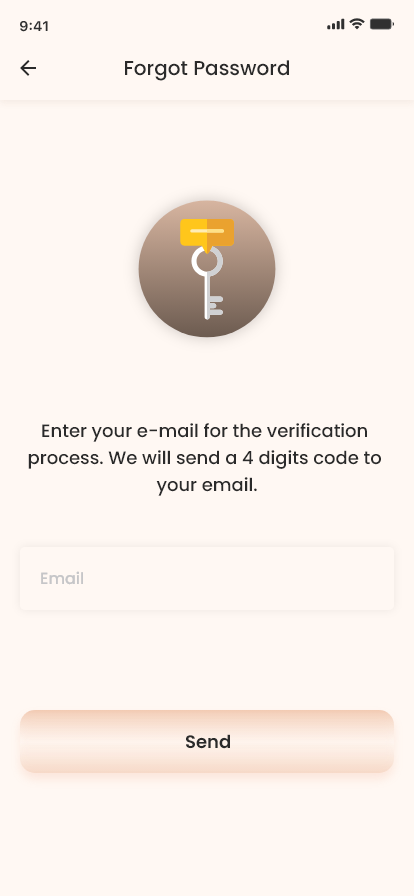 9:41
Forgot Password
Enter your e-mail for the verification
process. We will send a 4 digits code to
your email.
Email
Send